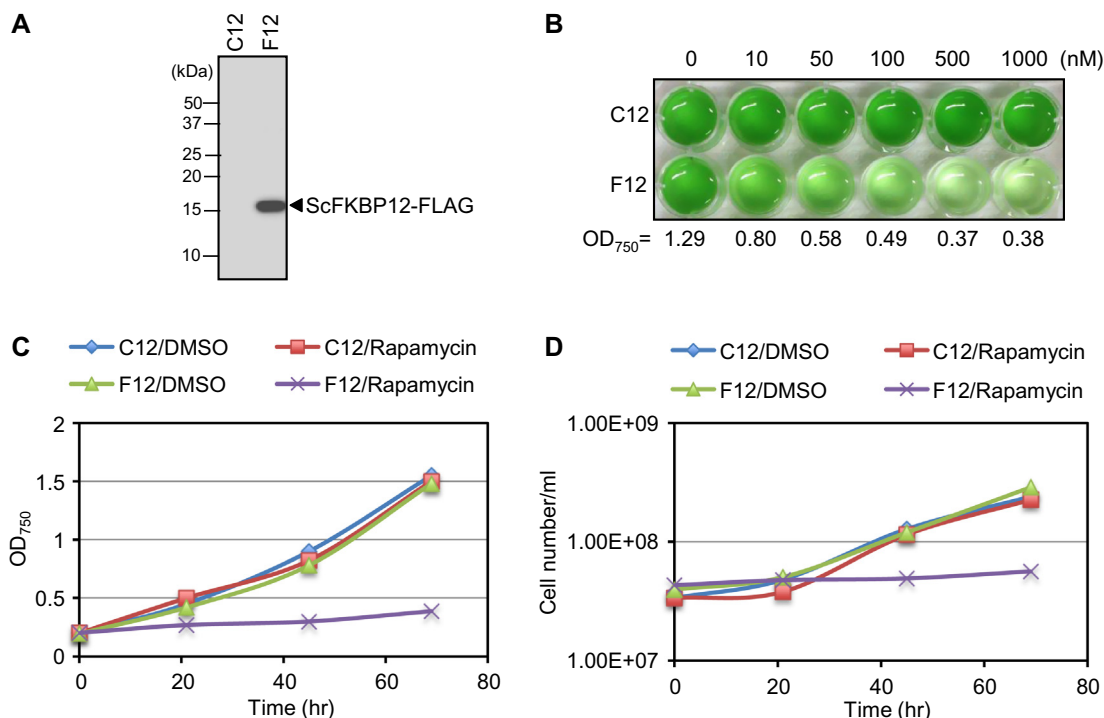 A
C12
F12
(kDa)
50
37
25
20
15
10
ScFKBP12-FLAG
B
0 10 50 100 500 1000 (nM)
C12
F12
OD750= 1.29 0.80 0.58 0.49 0.37 0.38
C
C12/DMSO C12/Rapamycin
F12/DMSO F12/Rapamycin
2
1.5
1
0.5
0
OD750
0 20 40 60 80
Time (hr)
D
C12/DMSO C12/Rapamycin
F12/DMSO F12/Rapamycin
1.00E+09
1.00E+08
1.00E+07
Cell number/ml
0 20 40 60 80
Time (hr)